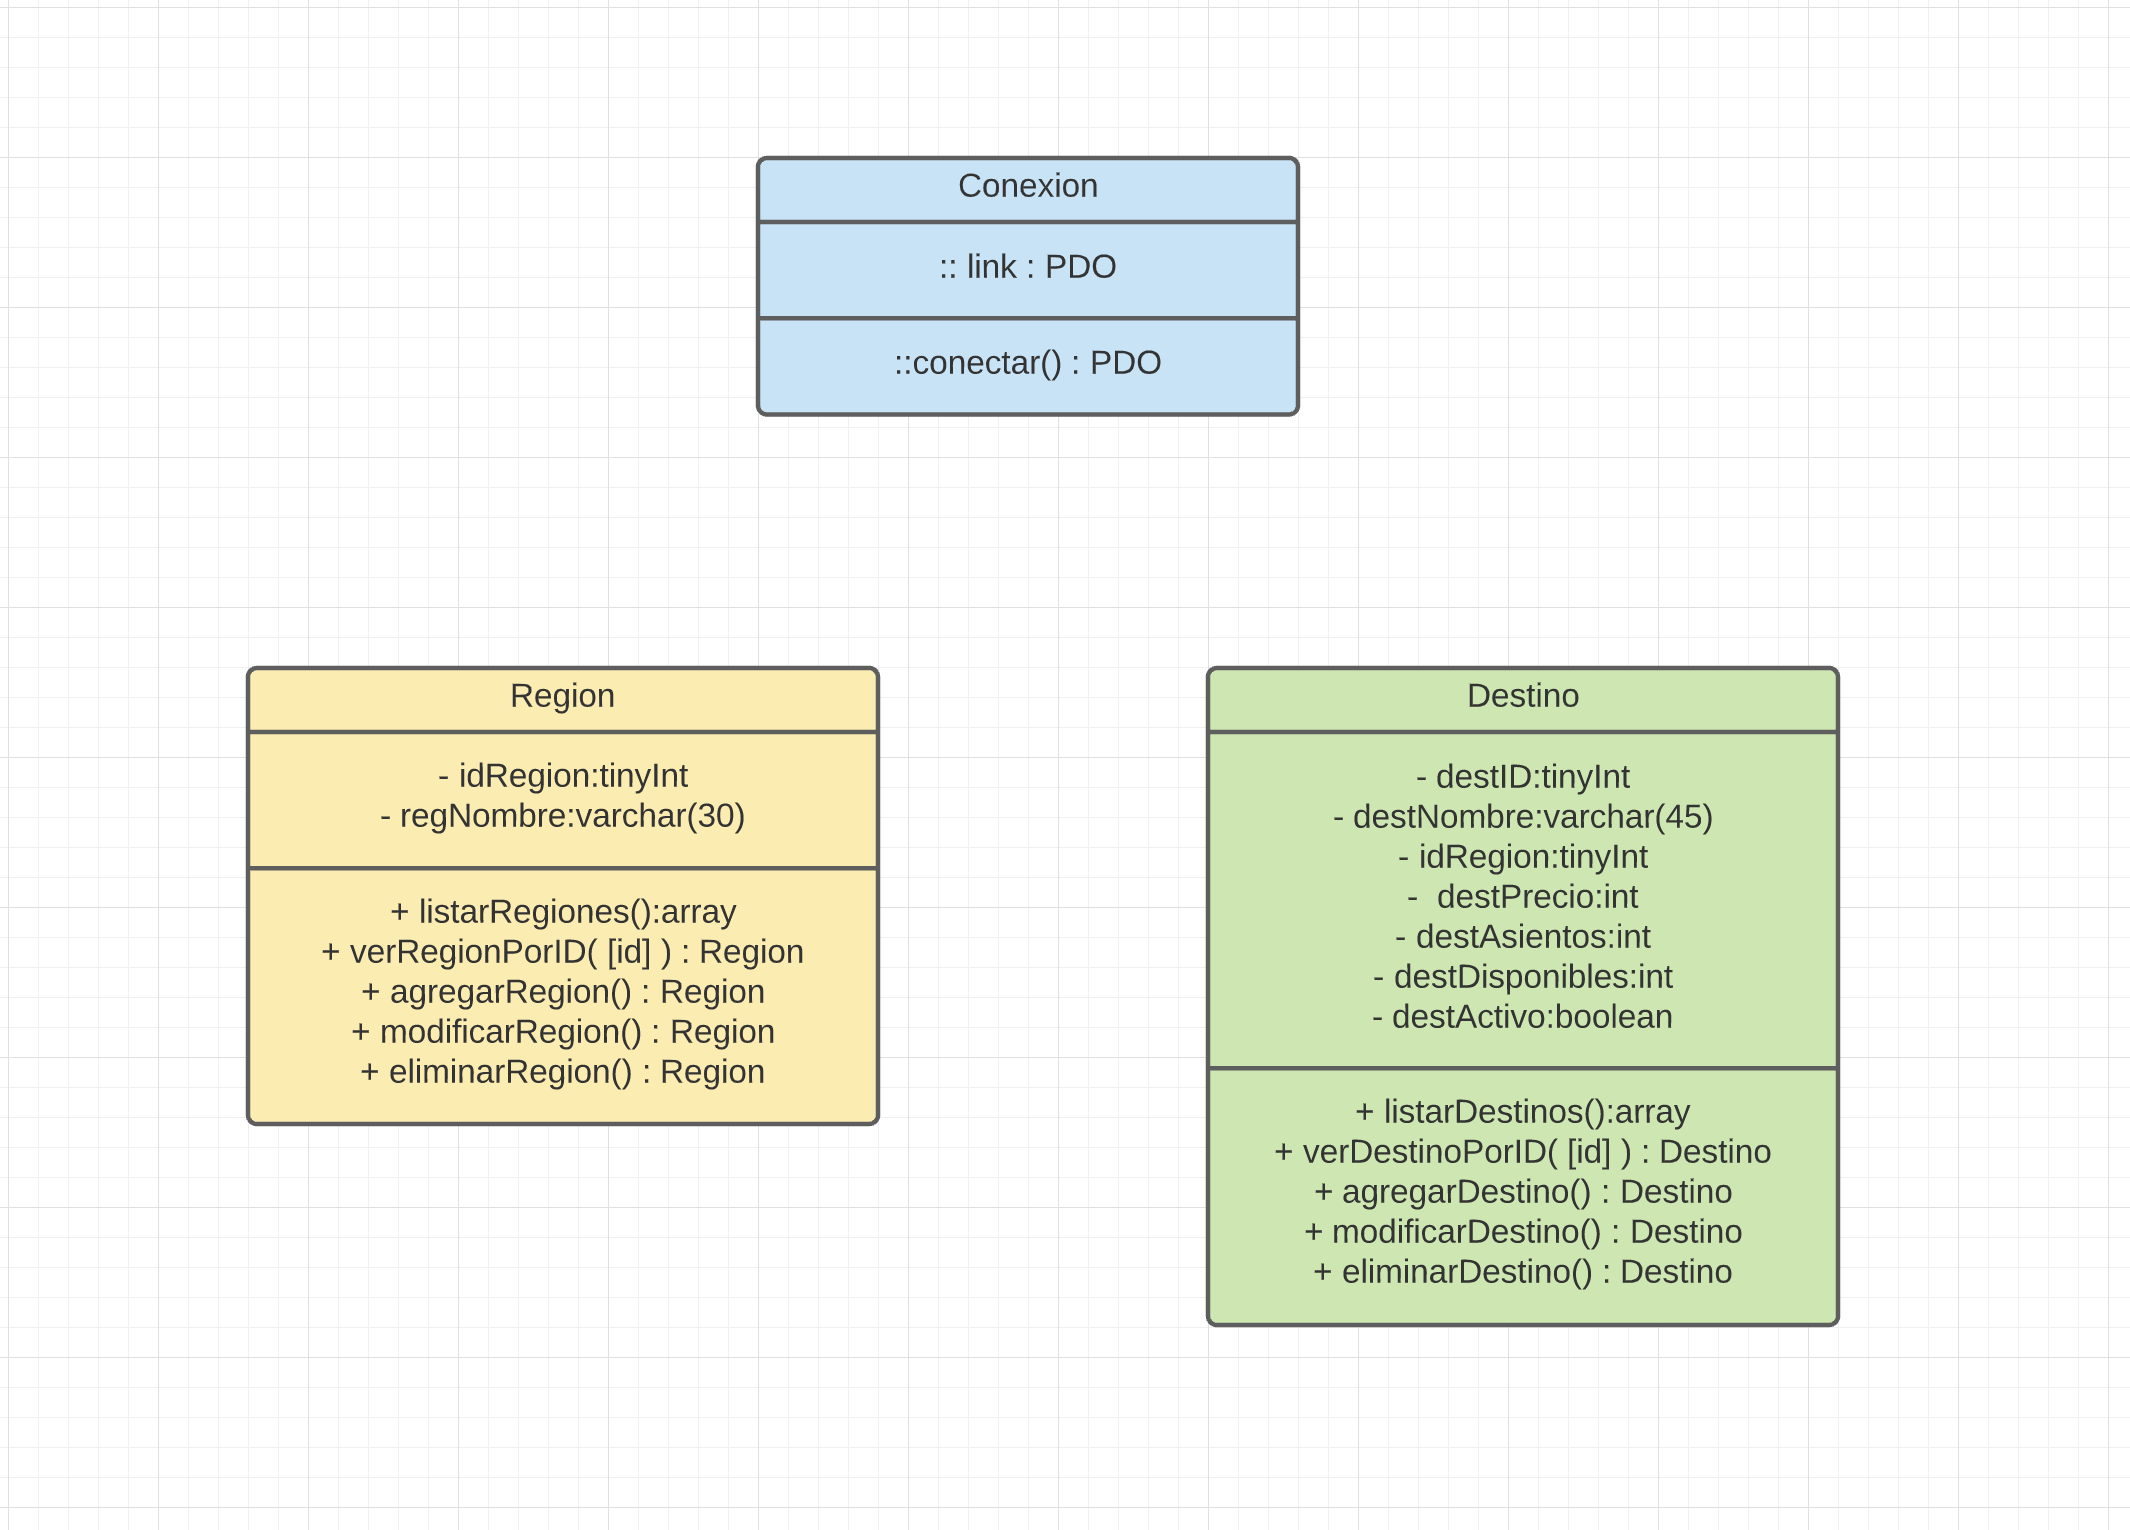 Conexion
:: link : PDO
::conectar() : PDO
Region
- idRegion:tinyInt
- regNombre:varchar(30)
+ listarRegiones():array
+ verRegionPorID( [id] ) : Region
+ agregarRegion() : Region
+ modificarRegion() : Region
+ eliminarRegion() : Region
Destino
- destID:tinyInt
- destNombre:varchar(45)
- idRegion:tinyInt
-  destPrecio:int
- destAsientos:int
- destDisponibles:int
- destActivo:boolean
+ listarDestinos():array
+ verDestinoPorID( [id] ) : Destino
+ agregarDestino() : Destino
+ modificarDestino() : Destino
+ eliminarDestino() : Destino